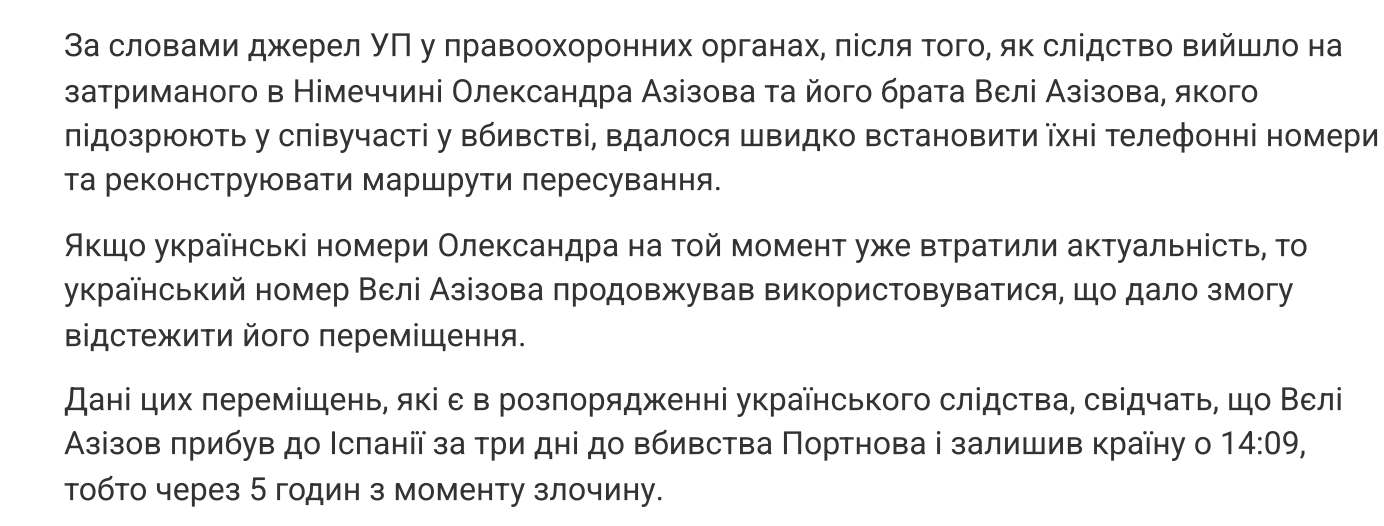 За словами джерел УП у правоохоронних органах, після того, як слідство вийшло на
затриманого в Німеччині Олександра Азізова та його брата Вєлі Азізова, якого
підозрюють у співучасті у вбивстві, вдалося швидко встановити їхні телефонні номери
та реконструювати маршрути пересування.
Якщо українські номери Олександра на той момент уже втратили актуальність, то
український номер Вєлі Азізова продовжував використовуватися, що дало змогу
відстежити його переміщення.
Дані цих переміщень, які є в розпорядженні українського слідства, свідчать, що Вєлі
Азізов прибув до Іспанії за три дні до вбивства Портнова і залишив країну о 14:09,
тобто через 5 годин з моменту злочину.